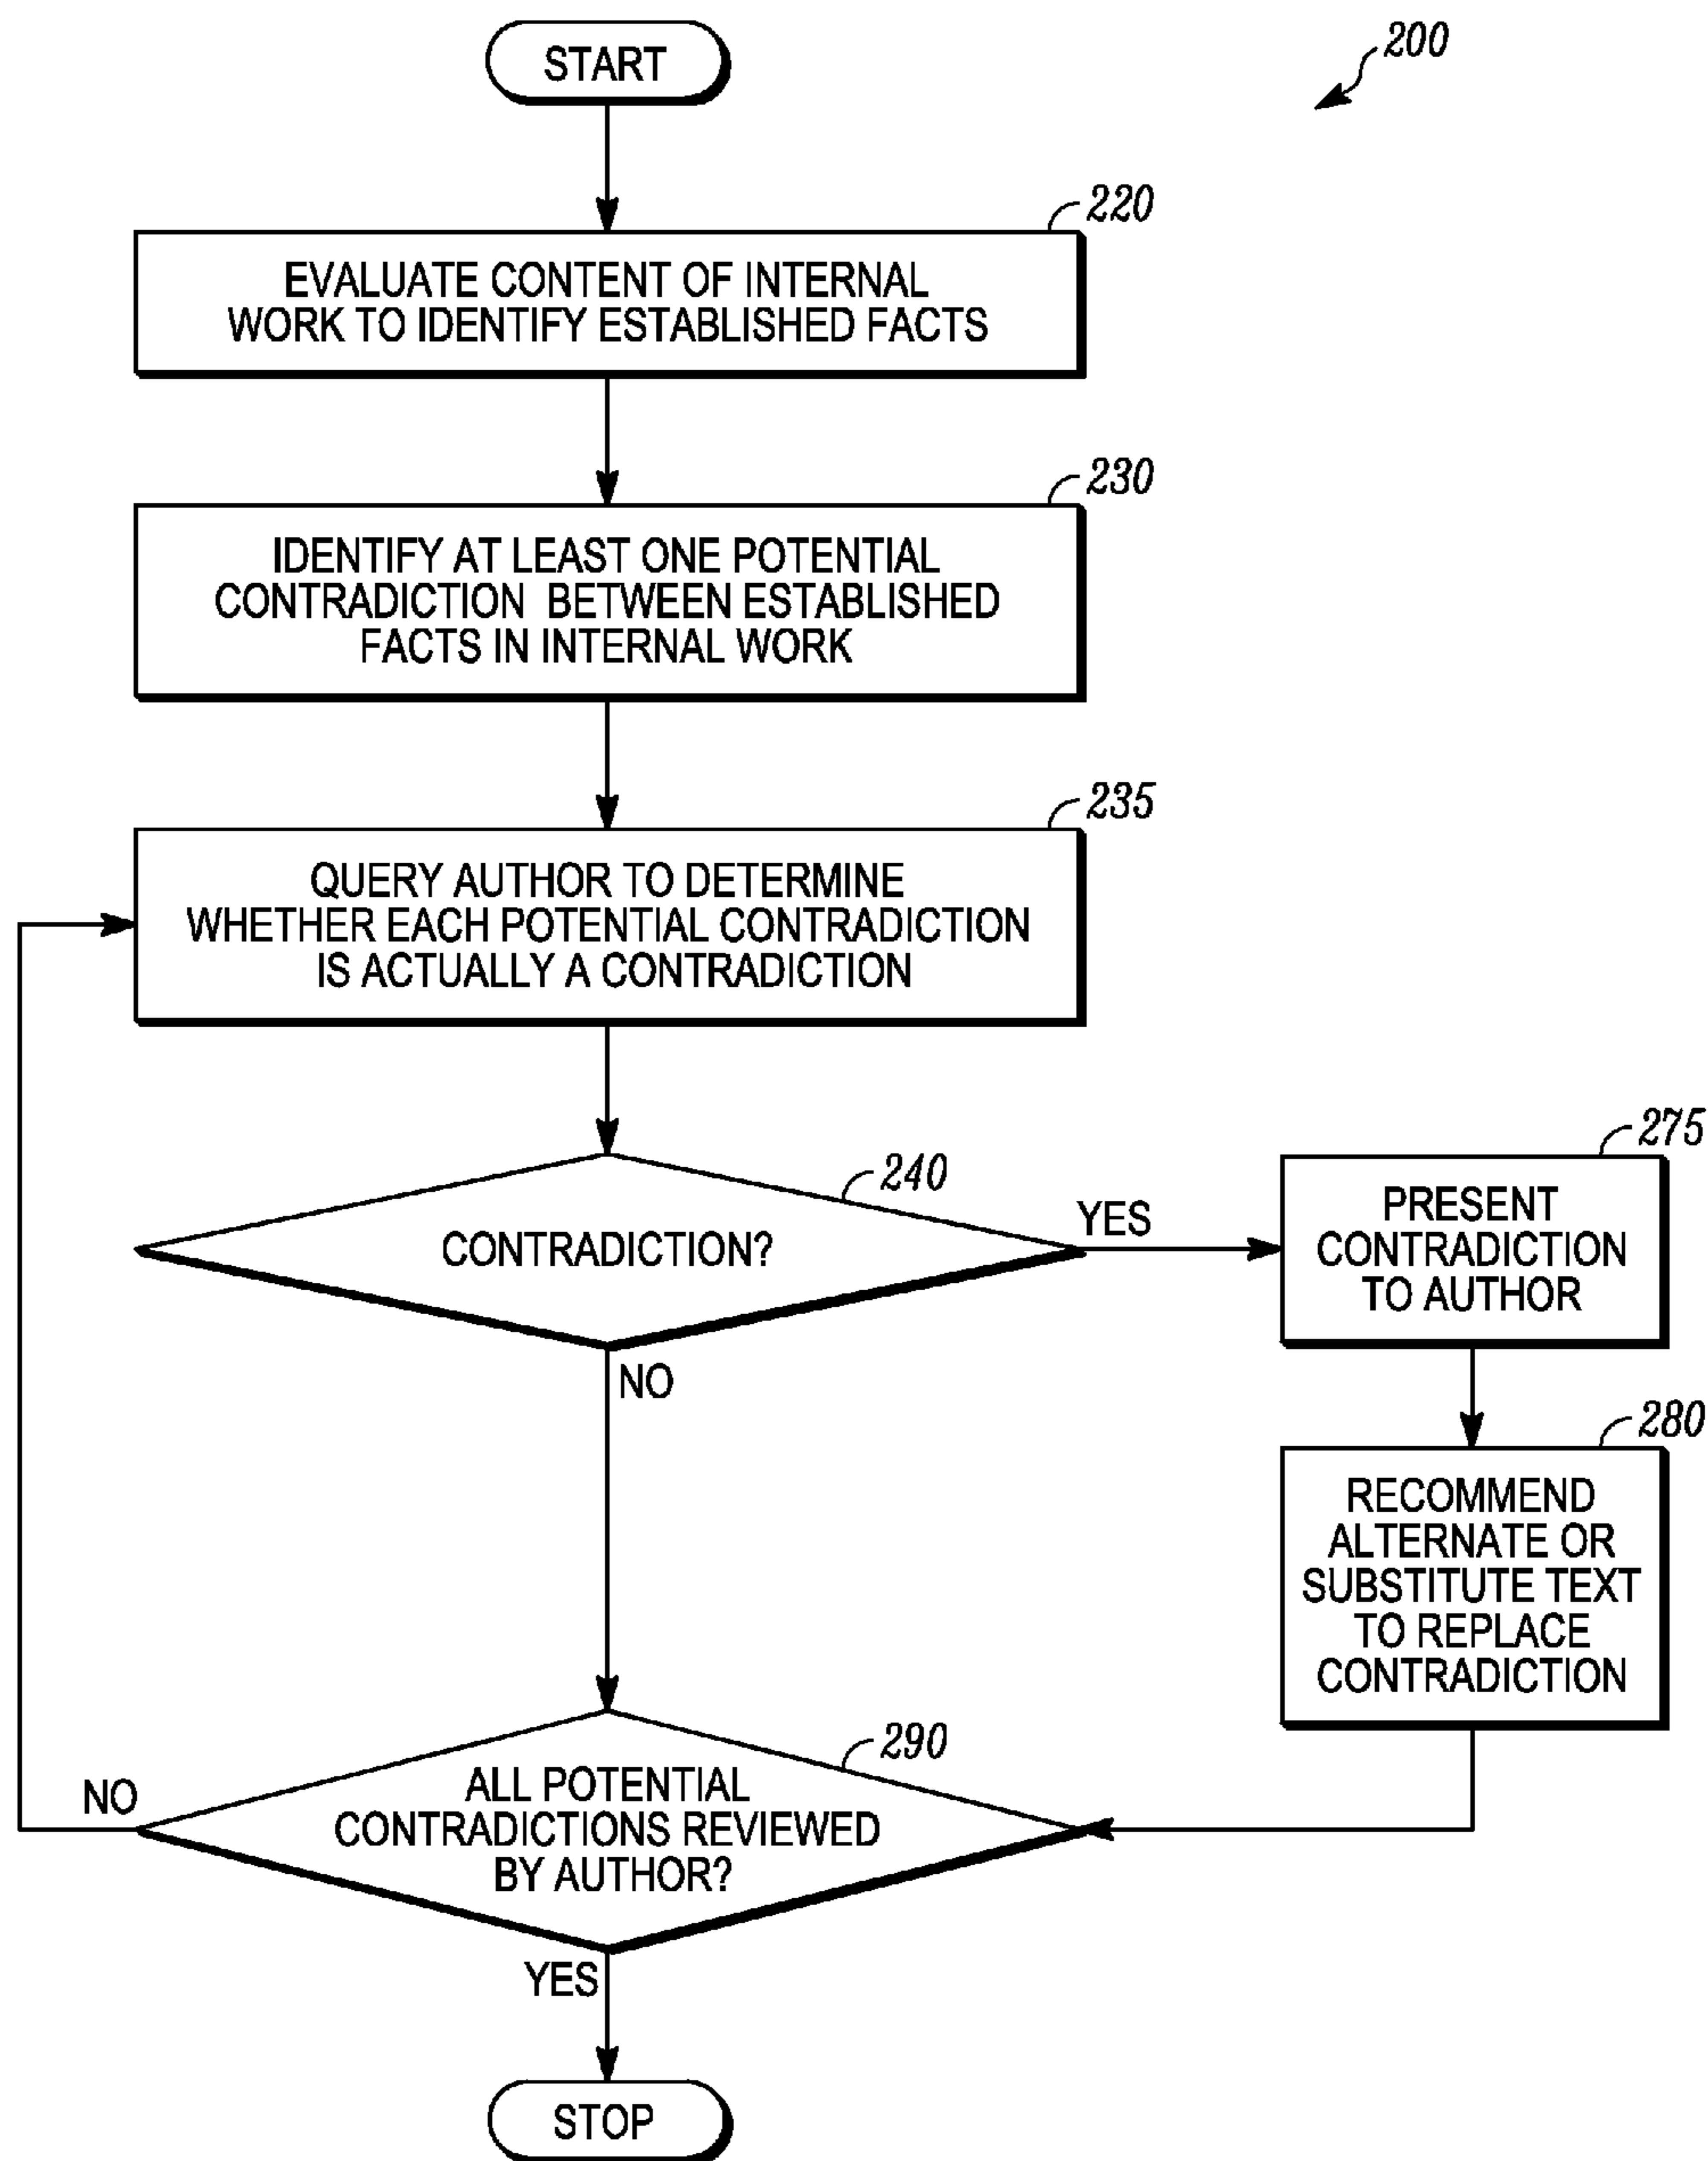 START
200
220
EVALUATE CONTENT OF INTERNAL
WORK TO IDENTIFY ESTABLISHED FACTS
230
IDENTIFY AT LEAST ONE POTENTIAL
CONTRADICTION BETWEEN ESTABLISHED
FACTS IN INTERNAL WORK
235
QUERY AUTHOR TO DETERMINE
WHETHER EACH POTENTIAL CONTRADICTION
IS ACTUALLY A CONTRADICTION
240
CONTRADICTION?
YES
NO
275
PRESENT
CONTRADICTION
TO AUTHOR
280
RECOMMEND
ALTERNATE OR
SUBSTITUTE TEXT
TO REPLACE
CONTRADICTION
290
ALL POTENTIAL
CONTRADICTIONS REVIEWED
BY AUTHOR?
NO
YES
STOP